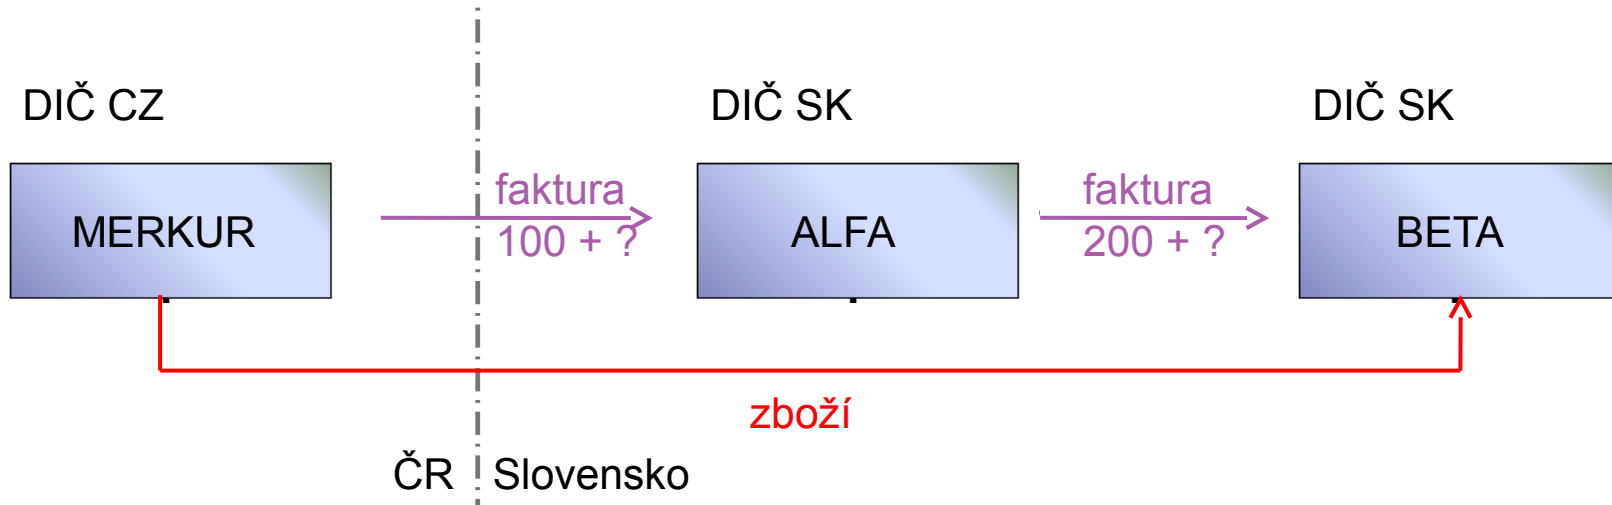 DIČ CZ
DIČ SK
DIČ SK
MERKUR
faktura
100 + ?
ALFA
faktura
200 + ?
BETA
zboží
ČR
Slovensko